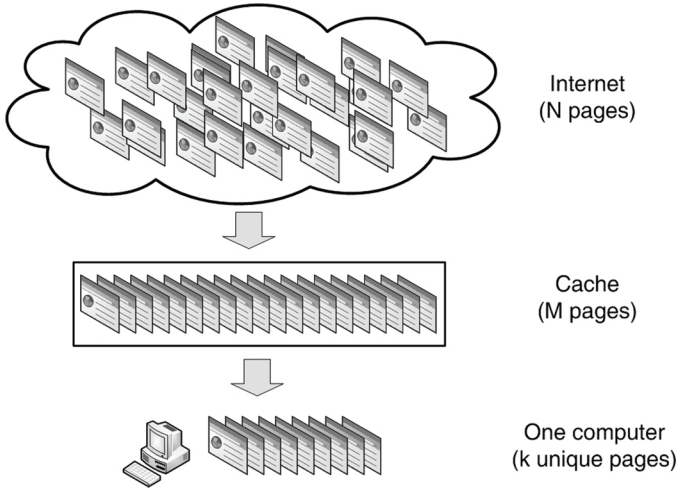 Internet
(N pages)
Cache
(M pages)
One computer
(k unique pages)